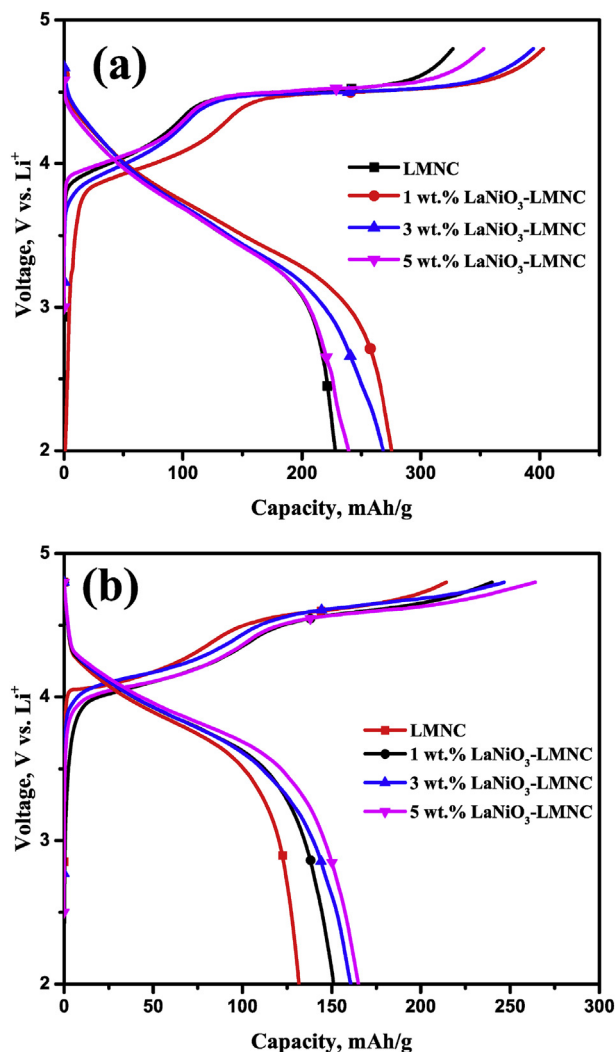 (a)
5
4
3
2
Voltage, V vs. Li⁺
LMNC
1 wt.% LaNiO₃-LMNC
3 wt.% LaNiO₃-LMNC
5 wt.% LaNiO₃-LMNC
0 100 200 300 400
Capacity, mAh/g
(b)
5
4
3
2
Voltage, V vs. Li⁺
LMNC
1 wt.% LaNiO₃-LMNC
3 wt.% LaNiO₃-LMNC
5 wt.% LaNiO₃-LMNC
0 50 100 150 200 250 300
Capacity, mAh/g